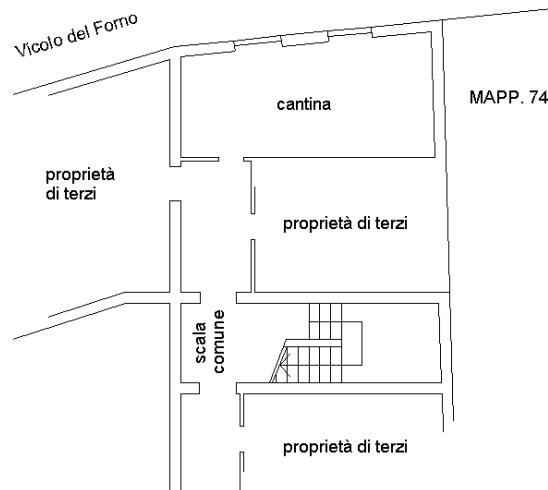 Vicolo del Forno
cantina
MAPP. 74
proprietà
di terzi
proprietà di terzi
scala
comune
proprietà di terzi